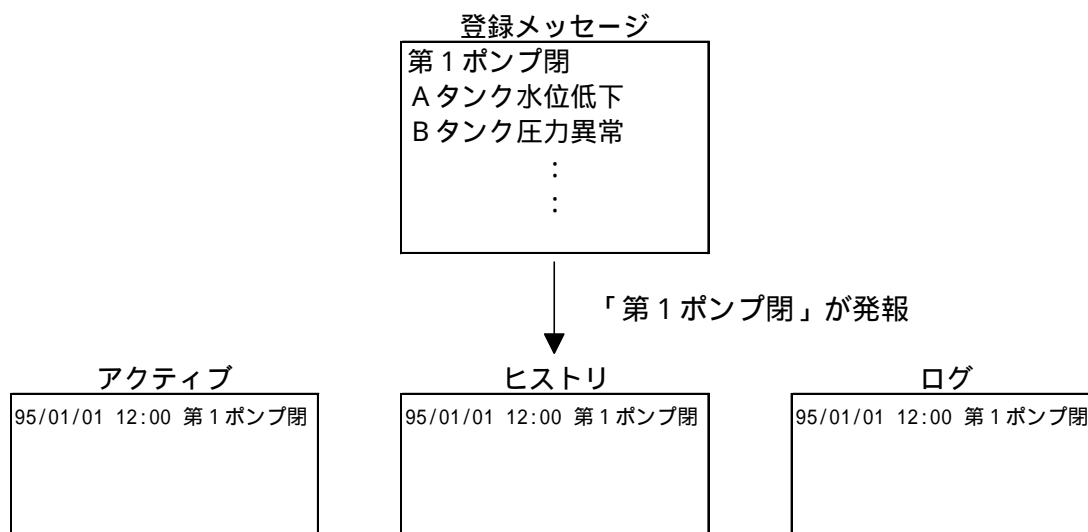 登録メッセージ
第1ポンプ閉
Aタンク水位低下
Bタンク圧力異常
:
:
「第1ポンプ閉」が発報
アクティブ
ヒストリ
ログ
95/01/01 12:00 第1ポンプ閉
95/01/01 12:00 第1ポンプ閉
95/01/01 12:00 第1ポンプ閉